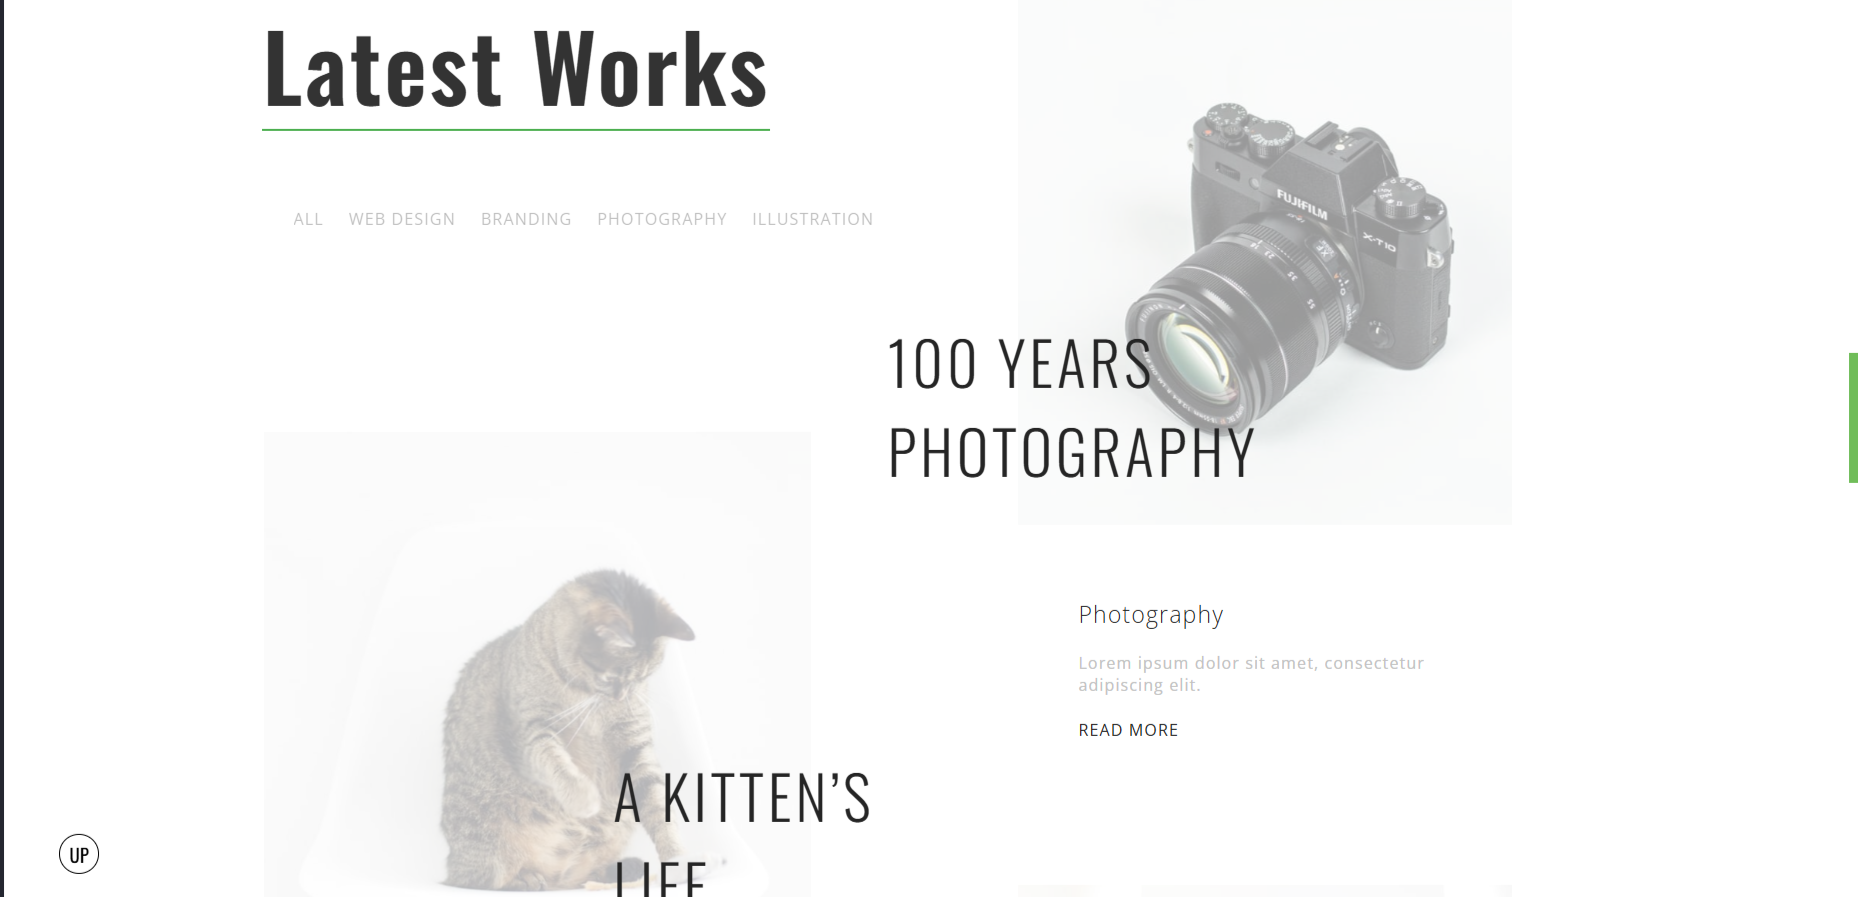 Latest Works
ALL WEB DESIGN BRANDING PHOTOGRAPHY ILLUSTRATION
FUJIFILM
X-T10
100 YEARS
PHOTOGRAPHY
Photography
Lorem ipsum dolor sit amet, consectetur
adipiscing elit.
READ MORE
A KITTEN’S
LIFE
UP